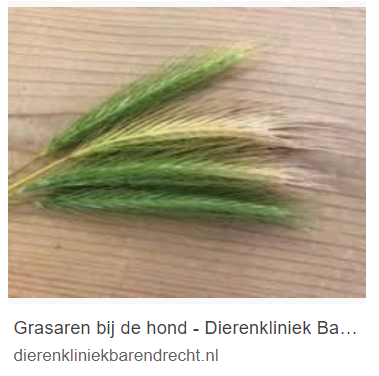 Grasaren bij de hond - Dierenkliniek Ba...
dierenkliniekbarendrecht.nl